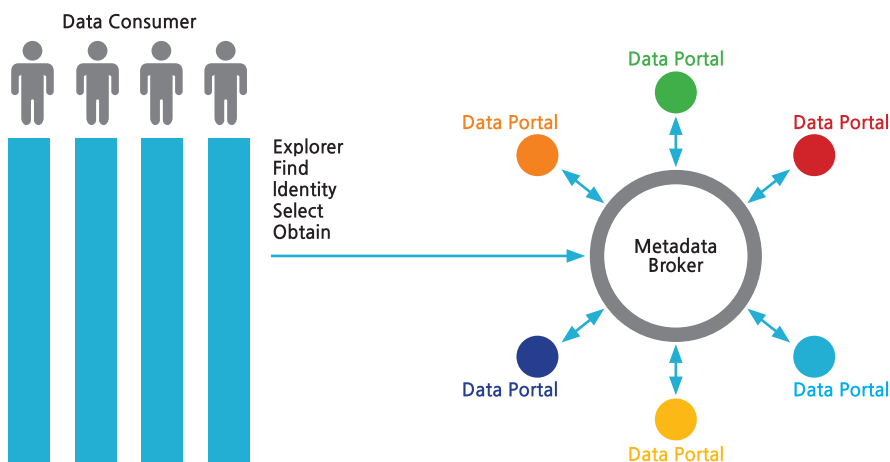 Data Consumer
Explorer
Find
Identity
Select
Obtain
Data Portal
Data Portal
Data Portal
Metadata
Broker
Data Portal
Data Portal
Data Portal